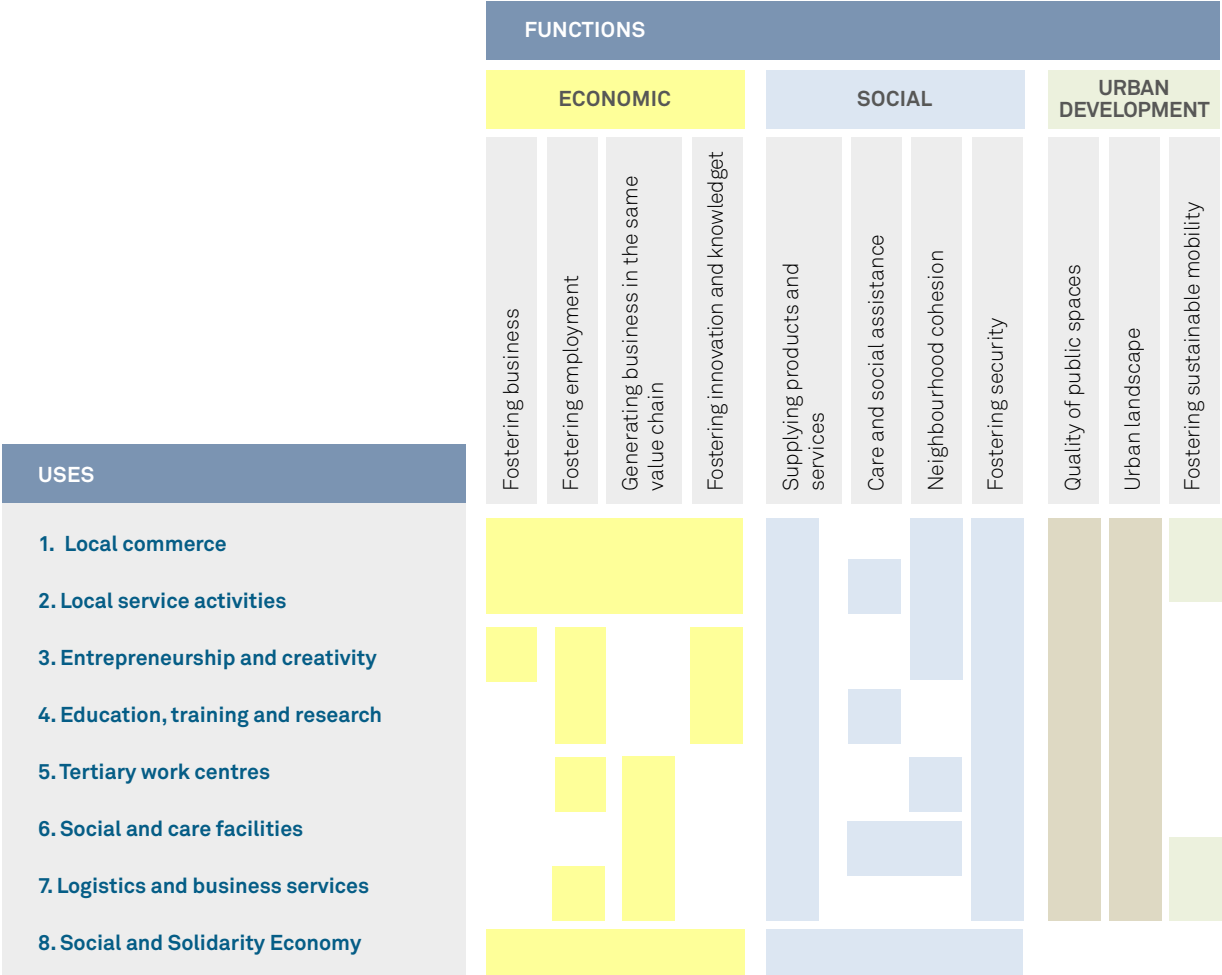 FUNCTIONS
ECONOMIC
SOCIAL
URBAN
DEVELOPMENT
Fostering business
Fostering employment
Generating business in the same
value chain
Fostering innovation and knowledget
Supplying products and
services
Care and social assistance
Neighbourhood cohesion
Fostering security
Quality of public spaces
Urban landscape
Fostering sustainable mobility
USES
1. Local commerce
2. Local service activities
3. Entrepreneurship and creativity
4. Education, training and research
5. Tertiary work centres
6. Social and care facilities
7. Logistics and business services
8. Social and Solidarity Economy